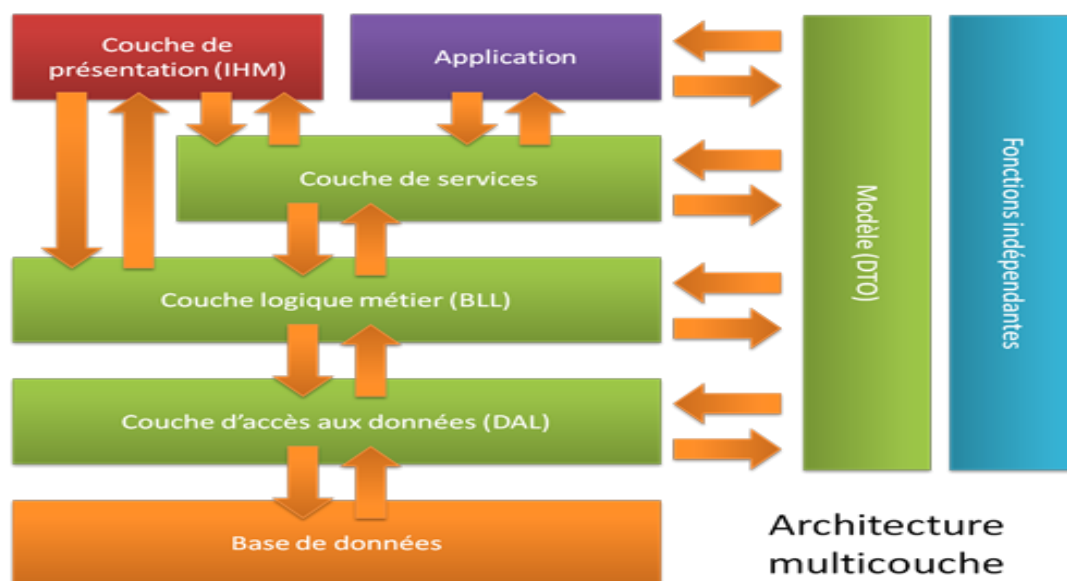 Couche de
présentation (IHM)
Application
Couche de services
Couche logique métier (BLL)
Couche d'accès aux données (DAL)
Base de données
Modèle (DTO)
Fonctions indépendantes
Architecture
multicouche